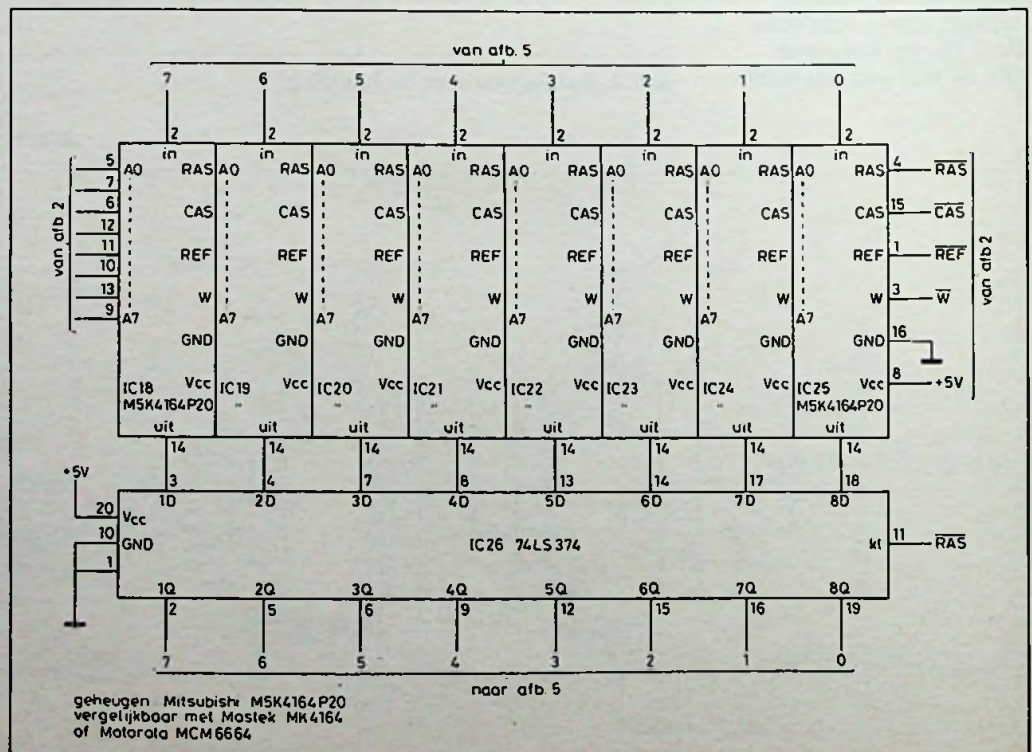 van afb. 5
7 6 5 4 3 2 1 0
2 2 2 2 2 2 2 2
in in in in in in in in
5 A0 RAS A0 RAS A0 RAS A0 RAS A0 RAS A0 RAS A0 RAS A0 RAS 4 RAS
7
6 CAS CAS CAS CAS CAS CAS CAS CAS 15 CAS
12
11 REF REF REF REF REF REF REF REF 1 REF
10
13 W W W W W W W W 3 W
9 A7 A7 A7 A7 A7 A7 A7 A7
van afb 2
van afb2
GND GND GND GND GND GND GND GND 16
IC18 Vcc IC19 Vcc IC20 Vcc IC21 Vcc IC22 Vcc IC23 Vcc IC24 Vcc IC25 Vcc 8 +5V
M5K4164P20 " " " " " " M5K4164P20
uit uit uit uit uit uit uit uit
14 14 14 14 14 14 14 14
+5V
3 4 7 8 13 14 17 18
1D 2D 3D 4D 5D 6D 7D 8D
20 Vcc
10 GND IC26 74LS374 kl 11 RAS
1
1Q 2Q 3Q 4Q 5Q 6Q 7Q 8Q
2 5 6 9 12 15 16 19
7 6 5 4 3 2 1 0
naar afb. 5
geheugen Mitsubishi M5K4164P20
vergelijkbaar met Mostek MK4164
of Motorola MCM6664